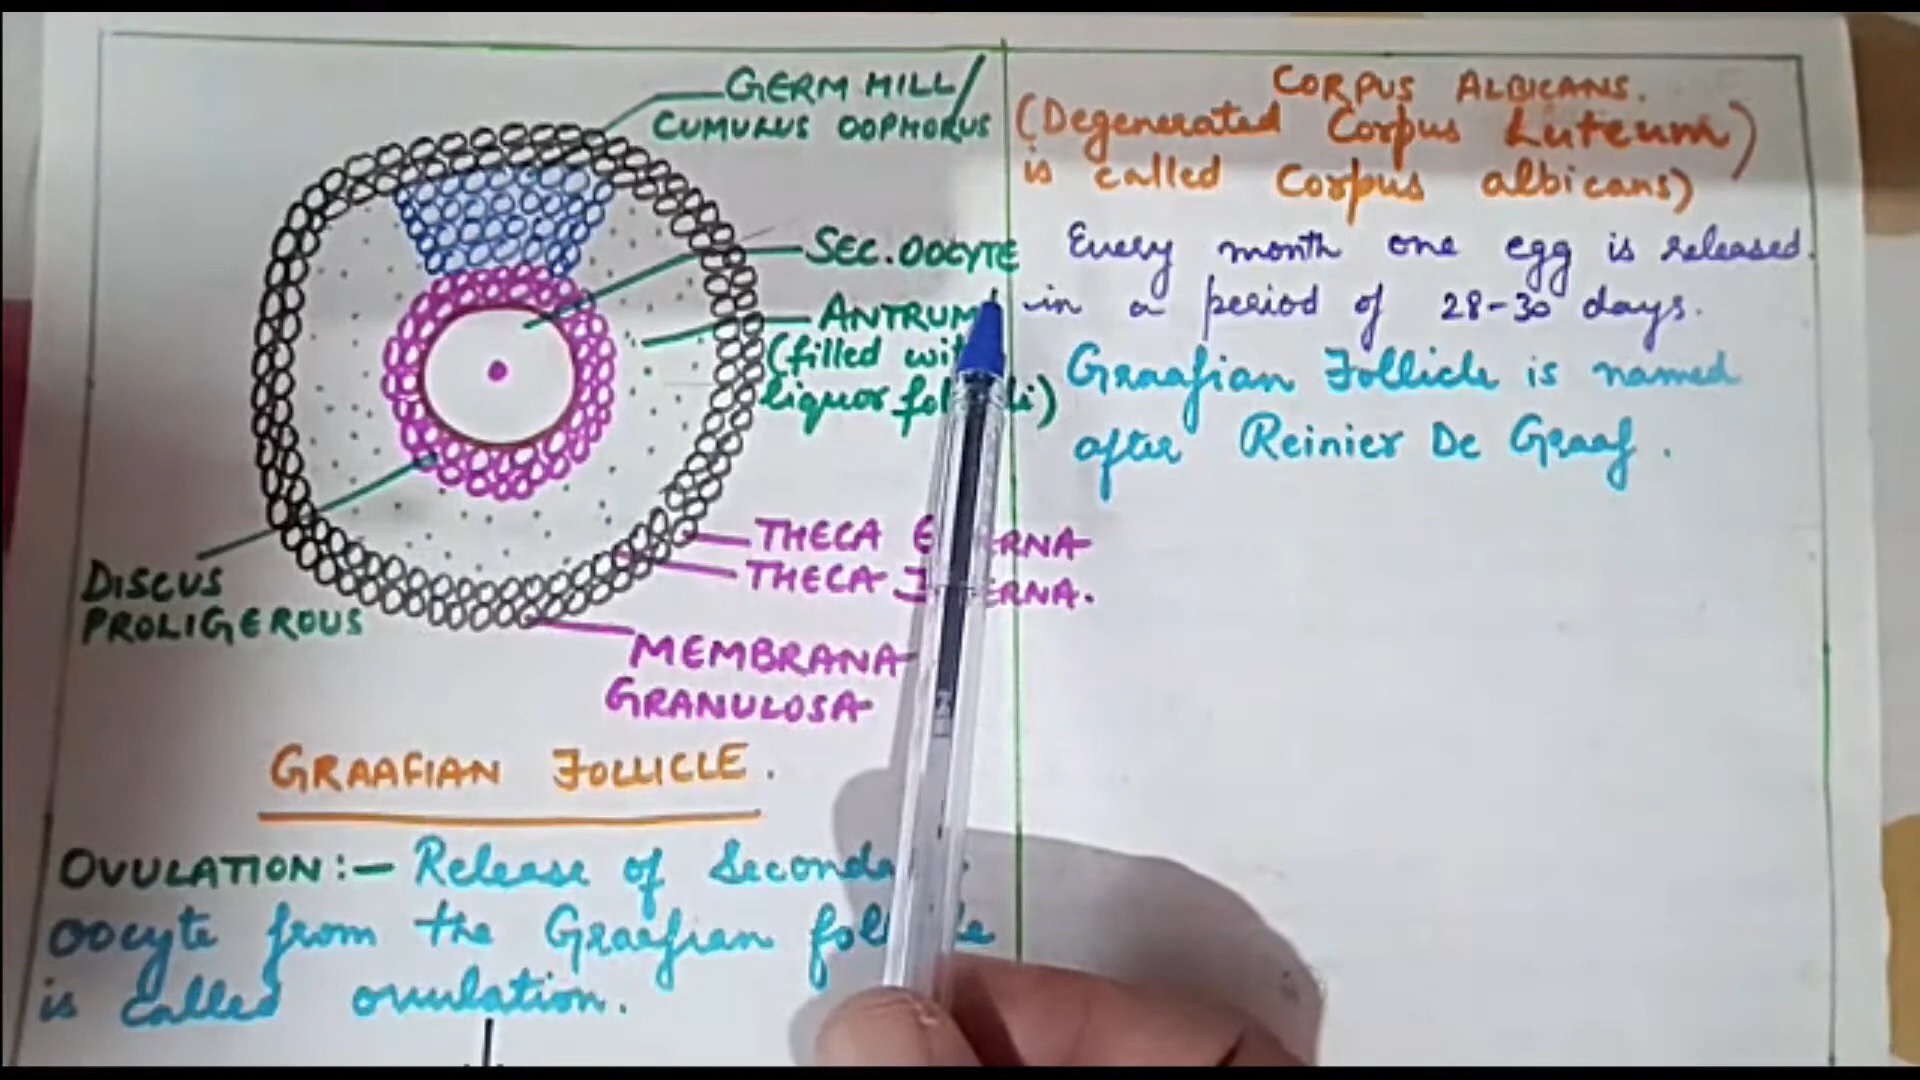 GERM HILL/
CUMULUS OOPHORUS
SEC. OOCYTE
ANTRUM
(filled
liquor
DISCUS
PROLIGEROUS
THECA
THECA
MEMBRANA
GRANULOSA
GRAAFIAN FOLLICLE.
OVULATION:- Release of
oocyte from the Graafian
is called ovulation.
CORPUS ALBICANS.
(Degenerated Corpus Luteum)
is called Corpus albicans)
Every month one egg is released.
in a period of 28-30 days.
Graafian Follicle is named
after Reinier De Graaf.